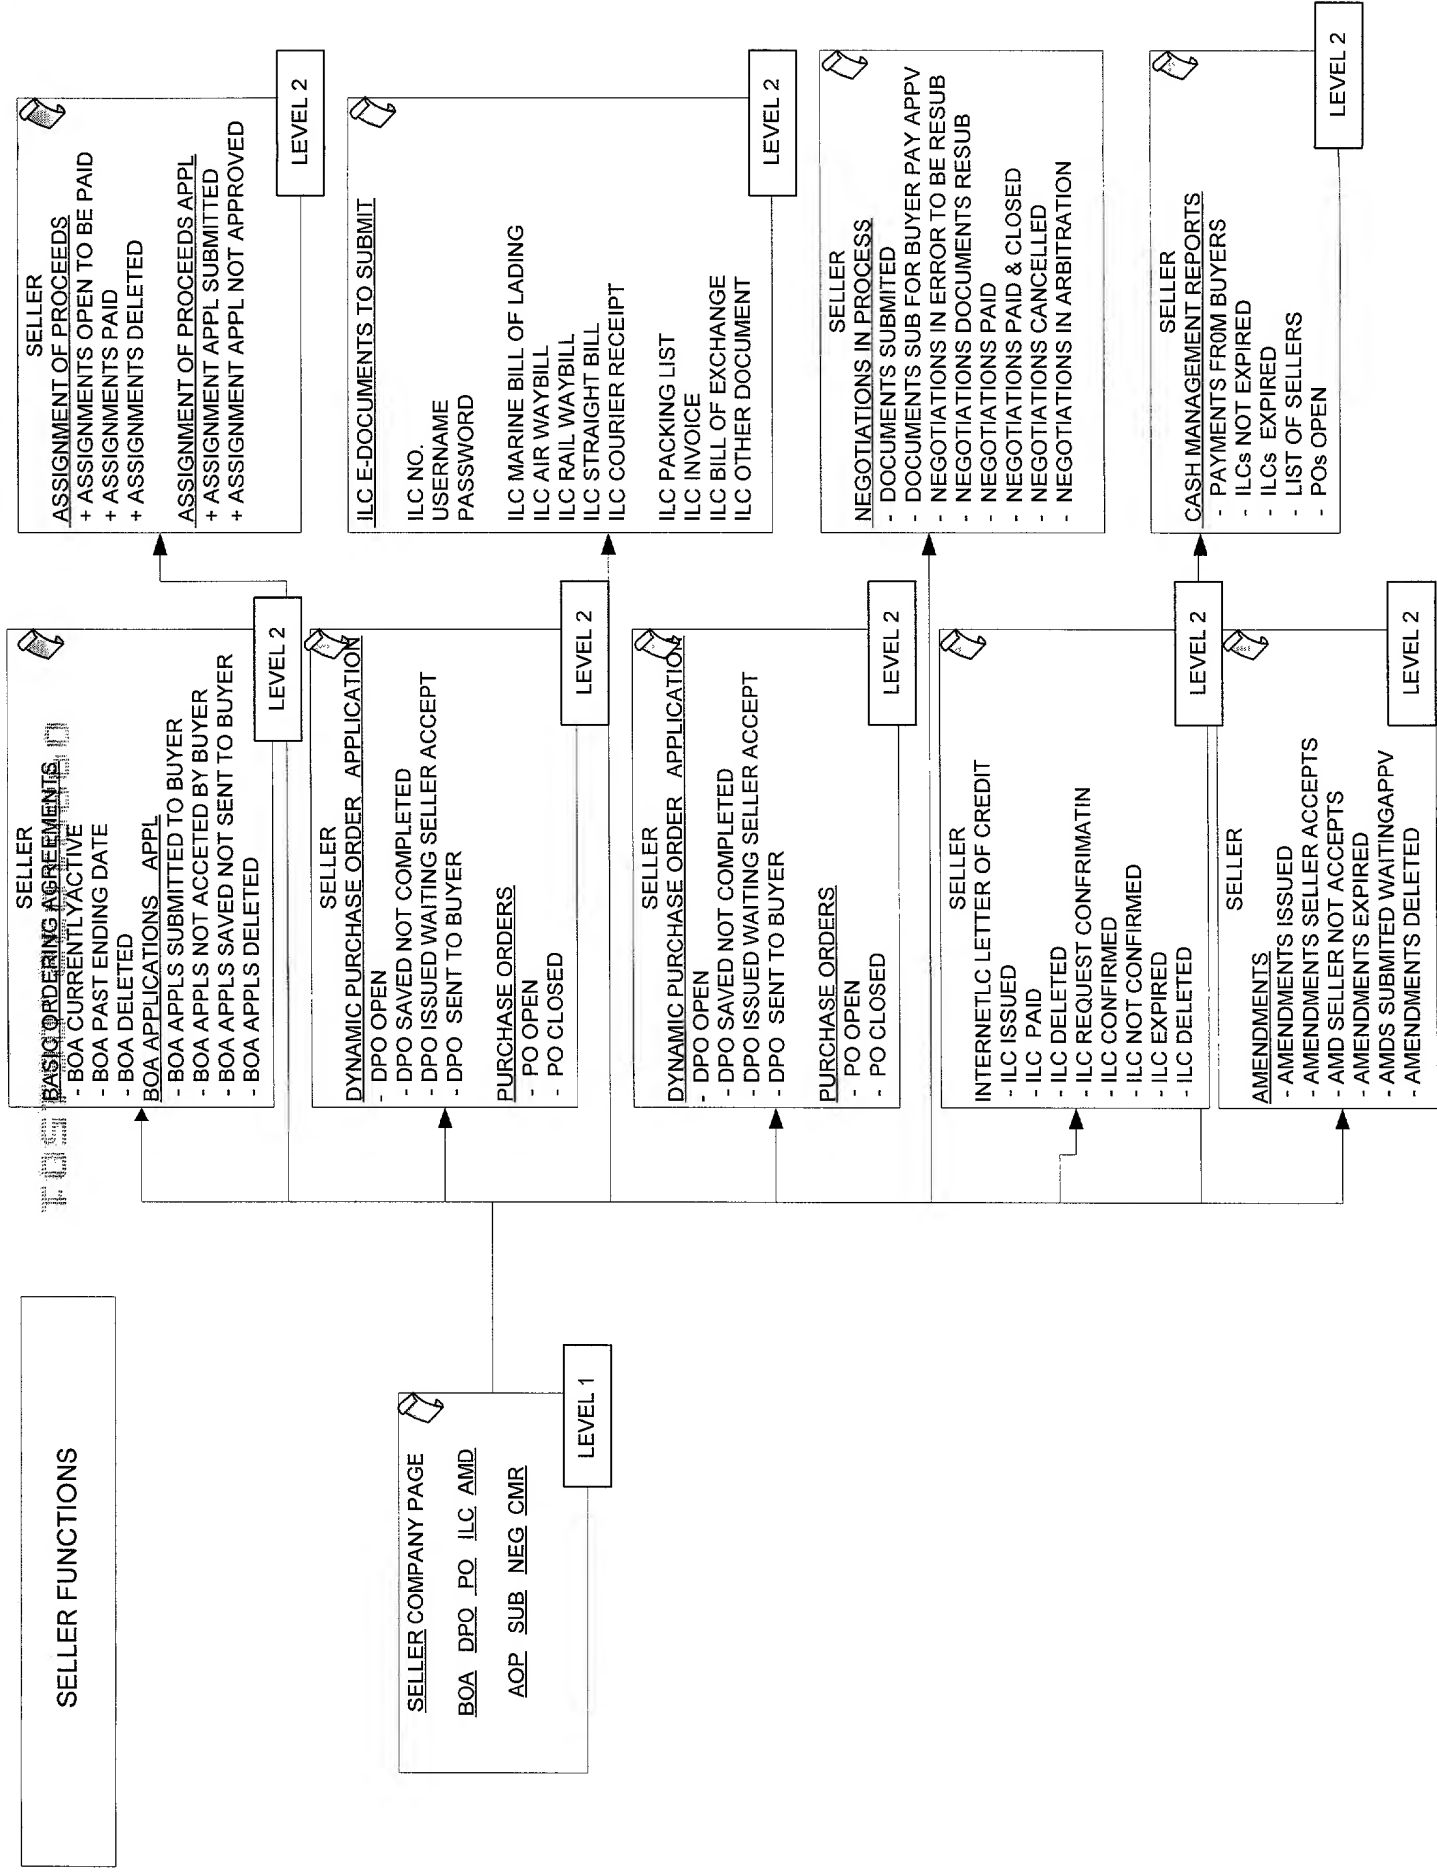 SELLER FUNCTIONS
SELLER COMPANY PAGE
BOA DPO PO ILC AMD
AOP SUB NEG CMR
LEVEL 1
SELLER
BASIC ORDERING AGREEMENTS
- BOA CURRENTLYACTIVE
- BOA PAST ENDING DATE
- BOA DELETED
BOA APPLICATIONS APPL
- BOA APPLS SUBMITTED TO BUYER
- BOA APPLS NOT ACCETED BY BUYER
- BOA APPLS SAVED NOT SENT TO BUYER
- BOA APPLS DELETED
LEVEL 2
SELLER
DYNAMIC PURCHASE ORDER APPLICATION
- DPO OPEN
- DPO SAVED NOT COMPLETED
- DPO ISSUED WAITING SELLER ACCEPT
- DPO SENT TO BUYER
PURCHASE ORDERS
- PO OPEN
- PO CLOSED
LEVEL 2
SELLER
DYNAMIC PURCHASE ORDER APPLICATION
- DPO OPEN
- DPO SAVED NOT COMPLETED
- DPO ISSUED WAITING SELLER ACCEPT
- DPO SENT TO BUYER
PURCHASE ORDERS
- PO OPEN
- PO CLOSED
LEVEL 2
SELLER
INTERNETLC LETTER OF CREDIT
- ILC ISSUED
- ILC PAID
- ILC DELETED
- ILC REQUEST CONFRIMATIN
- ILC CONFIRMED
- ILC NOT CONFIRMED
- ILC EXPIRED
- ILC DELETED
LEVEL 2
SELLER
AMENDMENTS
- AMENDMENTS ISSUED
- AMENDMENTS SELLER ACCEPTS
- AMD SELLER NOT ACCEPTS
- AMENDMENTS EXPIRED
- AMDS SUBMITED WAITINGAPPV
- AMENDMENTS DELETED
LEVEL 2
SELLER
ASSIGNMENT OF PROCEEDS
+ ASSIGNMENTS OPEN TO BE PAID
+ ASSIGNMENTS PAID
+ ASSIGNMENTS DELETED
ASSIGNMENT OF PROCEEDS APPL
+ ASSIGNMENT APPL SUBMITTED
+ ASSIGNMENT APPL NOT APPROVED
LEVEL 2
ILC E-DOCUMENTS TO SUBMIT
ILC NO.
USERNAME
PASSWORD
ILC MARINE BILL OF LADING
ILC AIR WAYBILL
ILC RAIL WAYBILL
ILC STRAIGHT BILL
ILC COURIER RECEIPT
ILC PACKING LIST
ILC INVOICE
ILC BILL OF EXCHANGE
ILC OTHER DOCUMENT
LEVEL 2
SELLER
NEGOTIATIONS IN PROCESS
- DOCUMENTS SUBMITTED
- DOCUMENTS SUB FOR BUYER PAY APPV
- NEGOTIATIONS IN ERROR TO BE RESUB
- NEGOTIATIONS DOCUMENTS RESUB
- NEGOTIATIONS PAID
- NEGOTIATIONS PAID & CLOSED
- NEGOTIATIONS CANCELLED
- NEGOTIATIONS IN ARBITRATION
SELLER
CASH MANAGEMENT REPORTS
- PAYMENTS FR0M BUYERS
- ILCs NOT EXPIRED
- ILCs EXPIRED
- LIST OF SELLERS
- POs OPEN
LEVEL 2